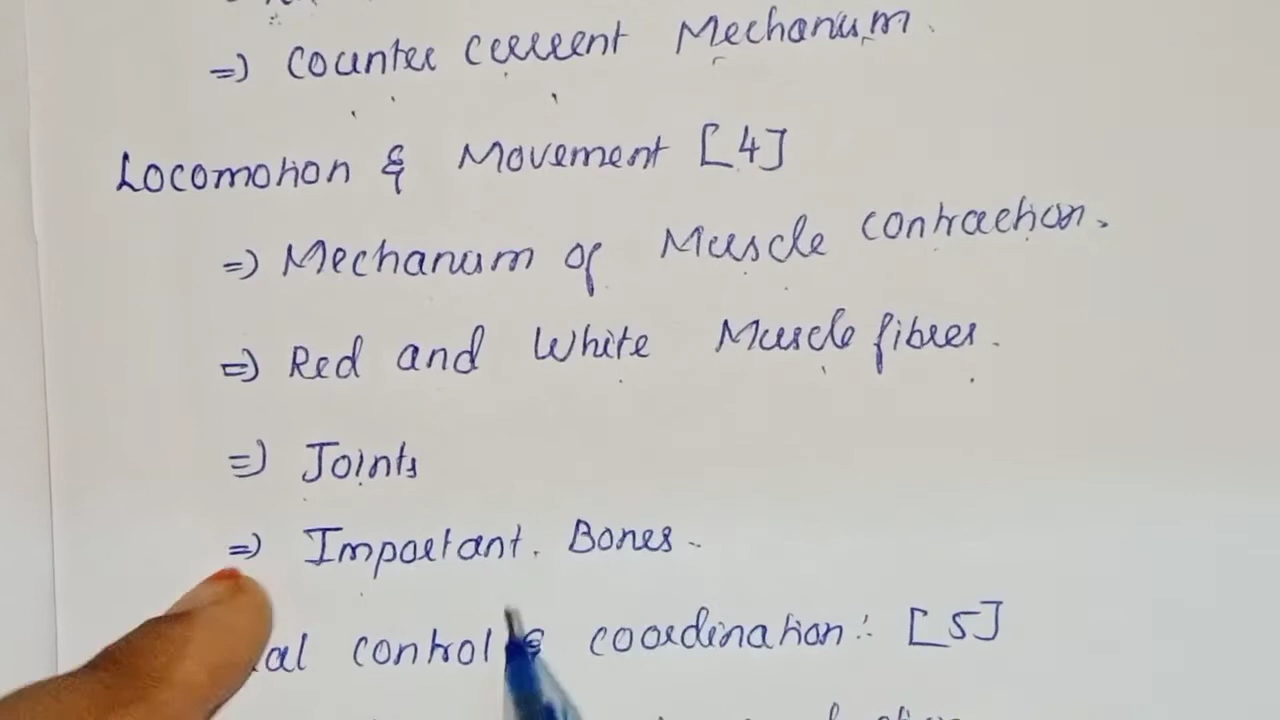 => Counter current Mechanism.
Locomotion & Movement [4]
=> Mechanism of Muscle contraction.
=> Red and White Muscle fibres.
=> Joints
=> Important. Bones.
control & coordination:. [5]